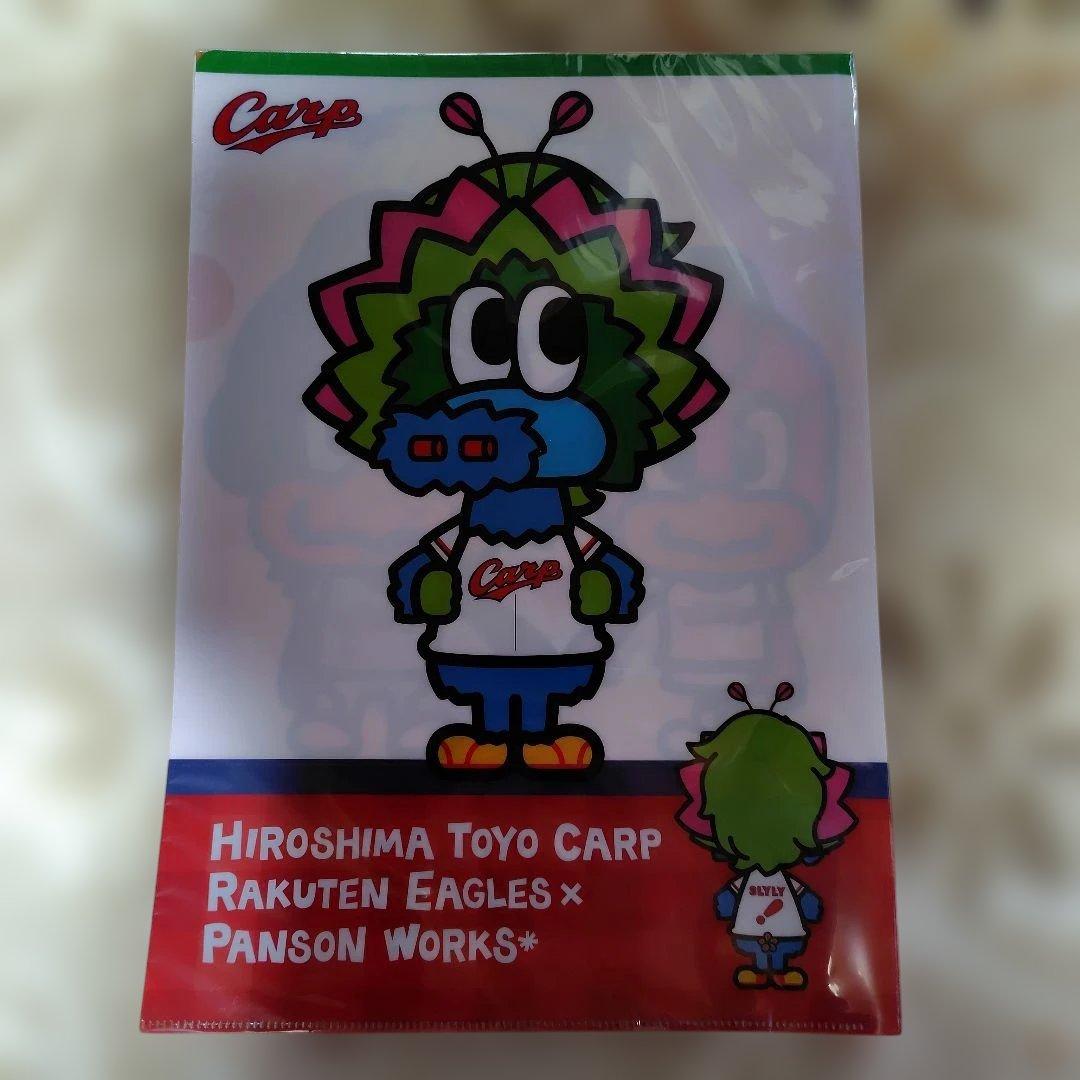 Carp
Carp
HIROSHIMA TOYO CARP
RAKUTEN EAGLES×
PANSON WORKS*
SLYLY
!